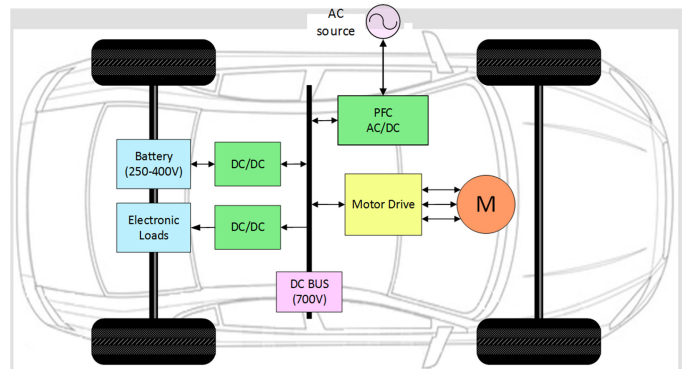 AC
source
PFC
AC/DC
Battery
(250-400V)
DC/DC
Motor Drive
M
Electronic
Loads
DC/DC
DC BUS
(700V)